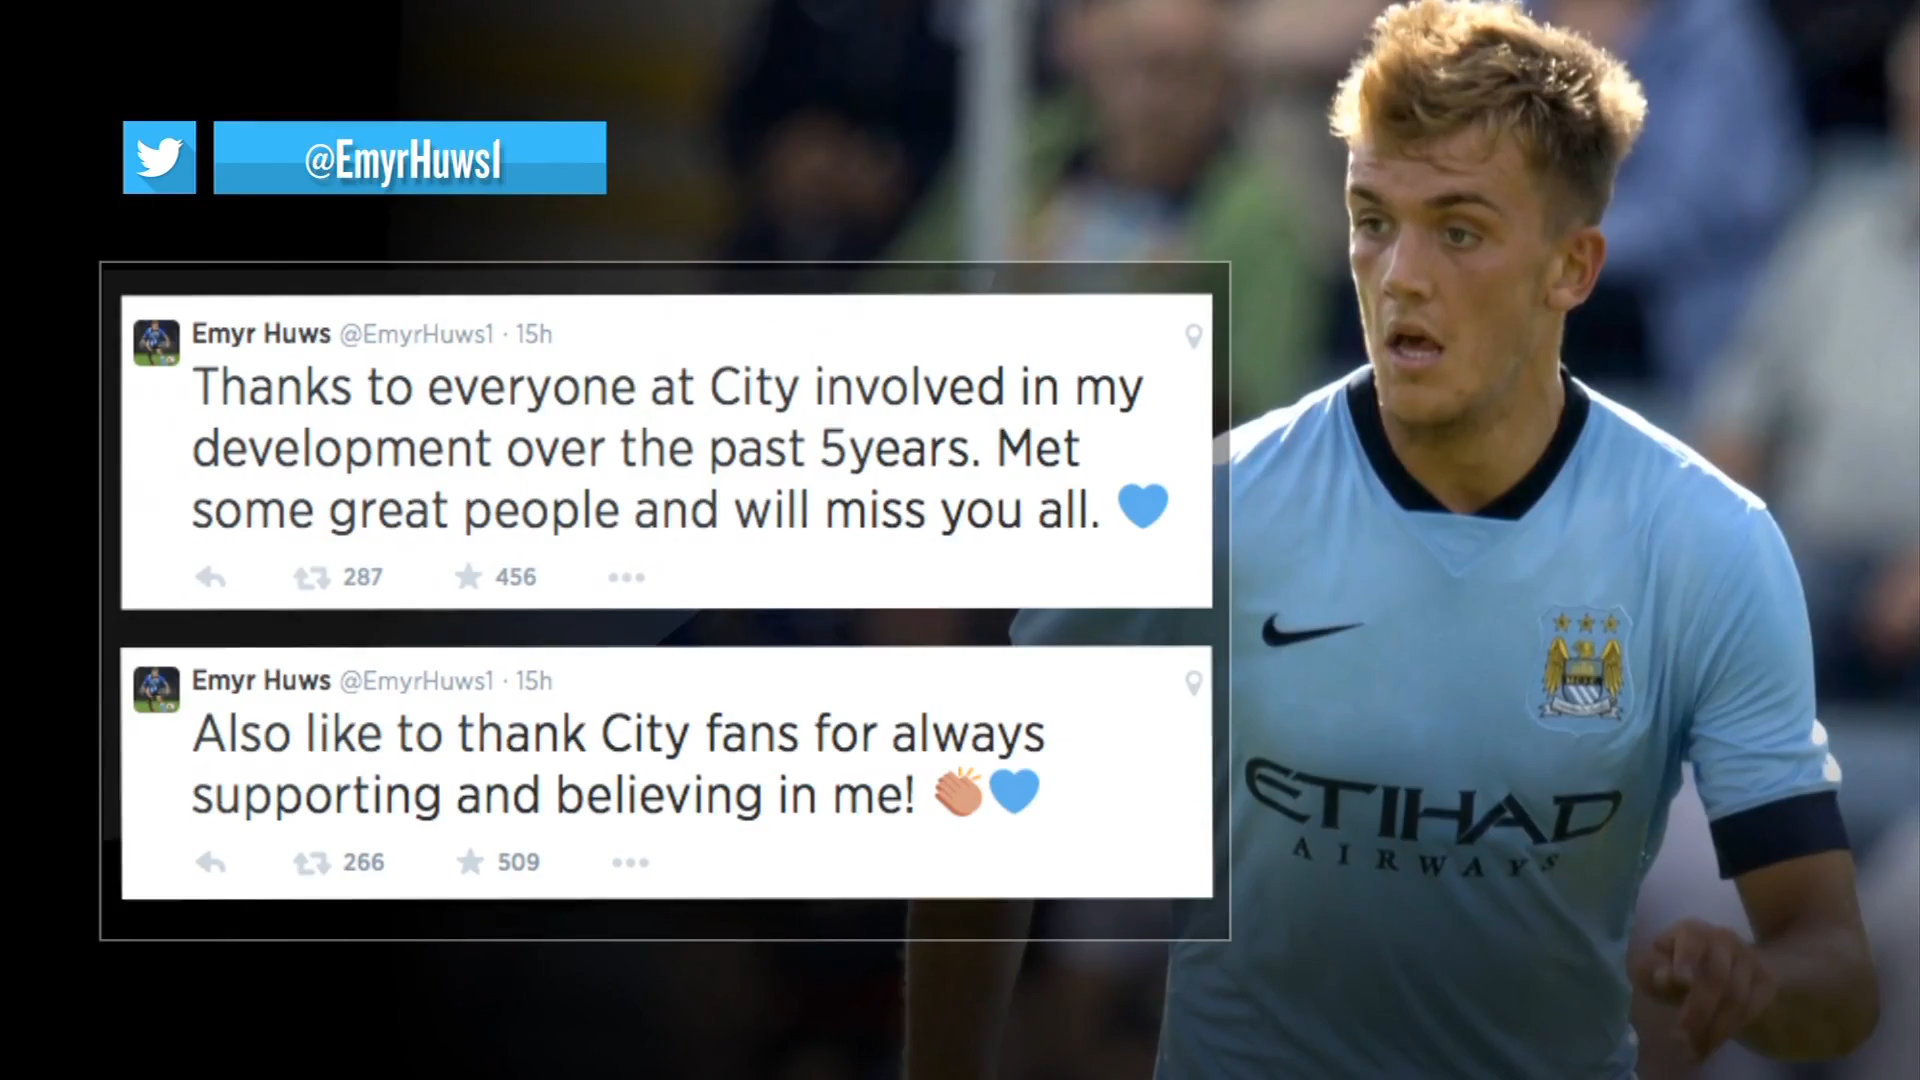 @EmyrHuws1
Emyr Huws @EmyrHuws1 · 15h
Thanks to everyone at City involved in my
development over the past 5years. Met
some great people and will miss you all. 💙
287 456
Emyr Huws @EmyrHuws1 · 15h
Also like to thank City fans for always
supporting and believing in me! 👏💙
266 509
ETIHAD
AIRWAYS